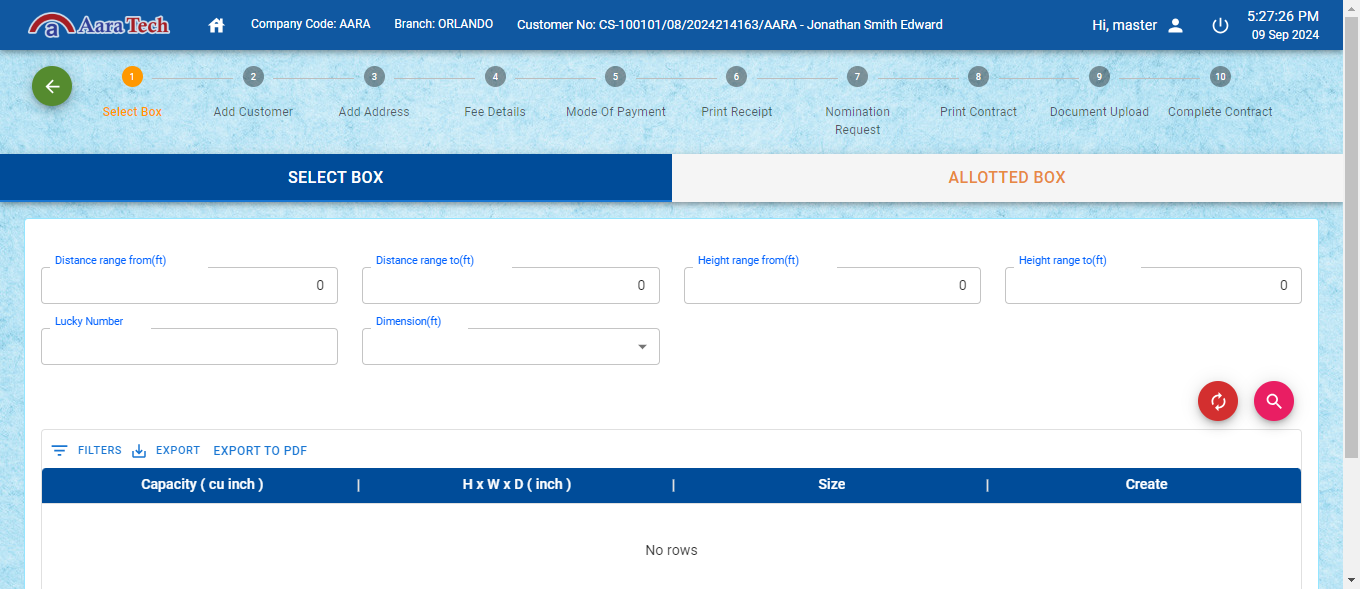 Aara Tech
Company Code: AARA
Branch: ORLANDO
Customer No: CS-100101/08/2024214163/AARA - Jonathan Smith Edward
Hi, master
5:27:26 PM
09 Sep 2024
1
Select Box
2
Add Customer
3
Add Address
4
Fee Details
5
Mode Of Payment
6
Print Receipt
7
Nomination
Request
8
Print Contract
9
Document Upload
10
Complete Contract
SELECT BOX
ALLOTTED BOX
Distance range from(ft)
0
Distance range to(ft)
0
Height range from(ft)
0
Height range to(ft)
0
Lucky Number
Dimension(ft)
FILTERS
EXPORT
EXPORT TO PDF
Capacity ( cu inch ) | H x W x D ( inch ) | Size | Create
No rows